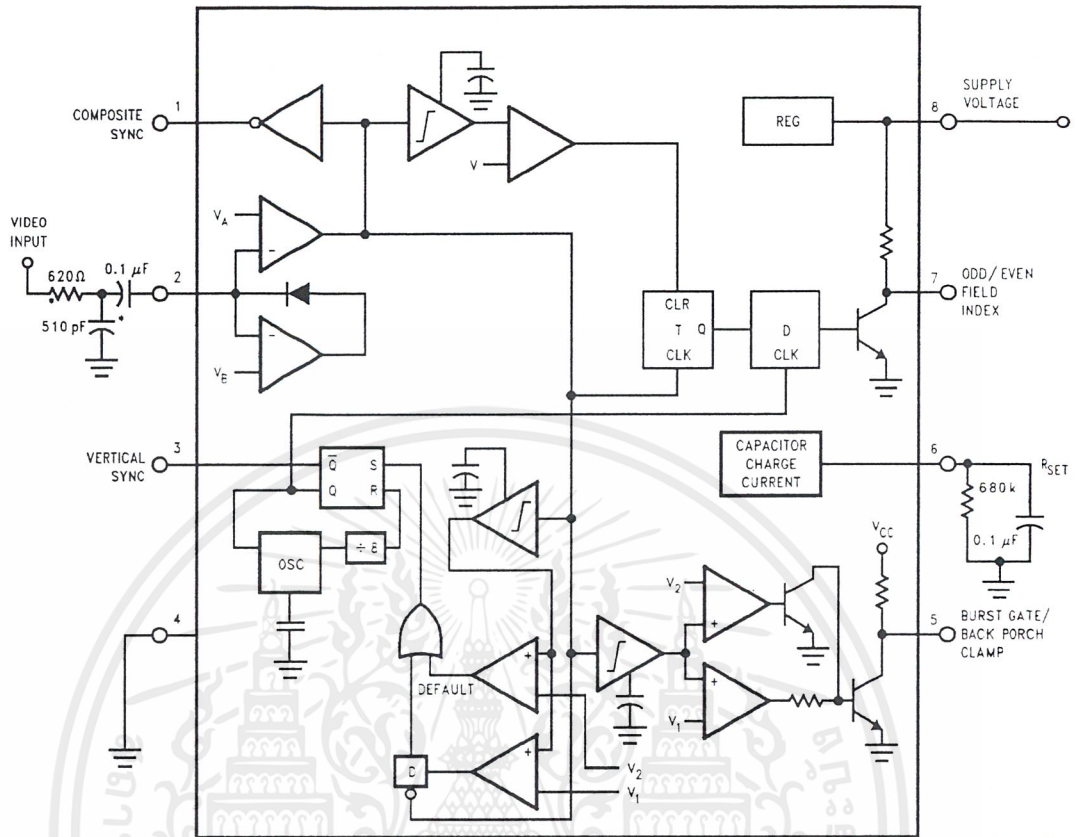 COMPOSITE
SYNC
1
V
REG
8
SUPPLY
VOLTAGE
VIDEO
INPUT
620Ω
*
0.1 μF
510 pF
*
2
V_A
V_B
CLR
T Q
CLK
D
CLK
7
ODD/EVEN
FIELD
INDEX
VERTICAL
SYNC
3
Q̅ S
Q R
OSC
CAPACITOR
CHARGE
CURRENT
6
R_SET
680k
0.1 μF
4
DEFAULT
D
+
+
V_2
V_1
V_2
+
+
V_1
V_CC
5
BURST GATE/
BACK PORCH
CLAMP